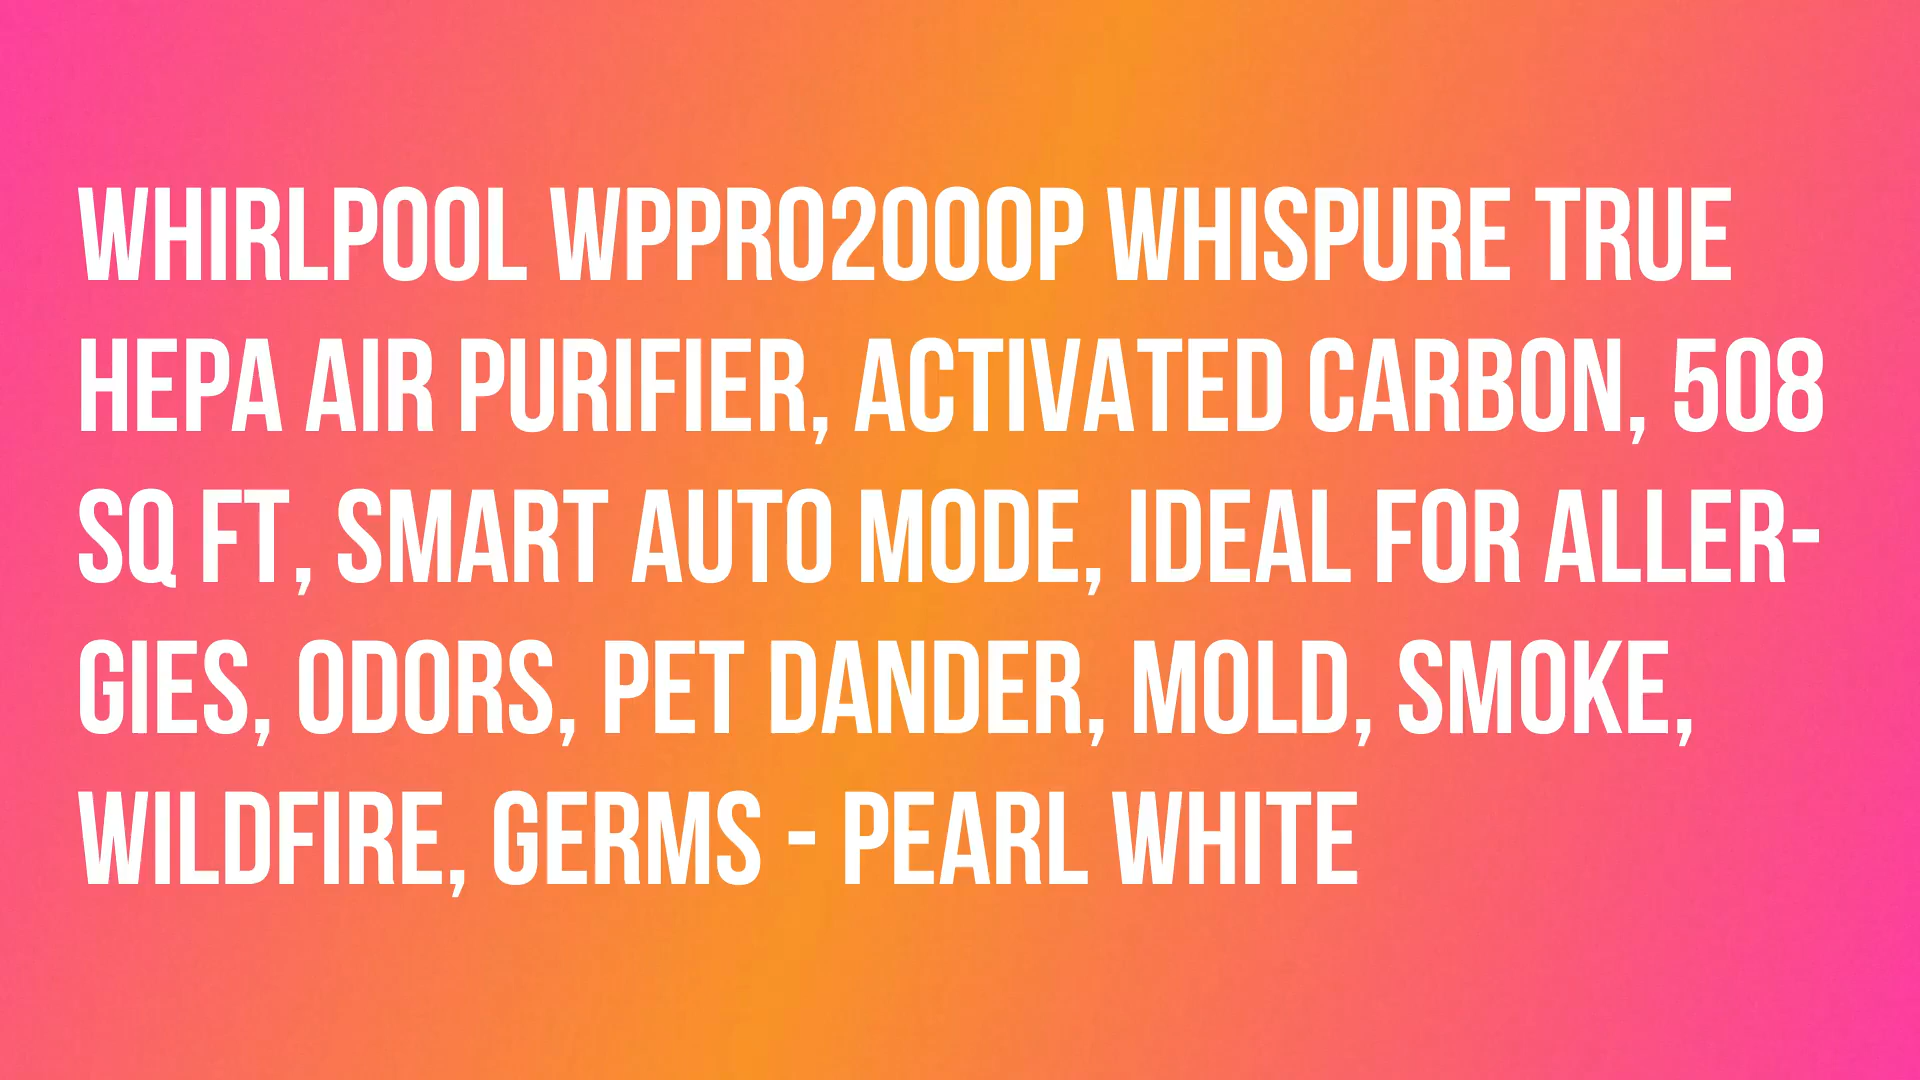 WHIRLPOOL WPPRO2000P WHISPURE TRUE
HEPA AIR PURIFIER, ACTIVATED CARBON, 508
SQ FT, SMART AUTO MODE, IDEAL FOR ALLER-
GIES, ODORS, PET DANDER, MOLD, SMOKE,
WILDFIRE, GERMS - PEARL WHITE